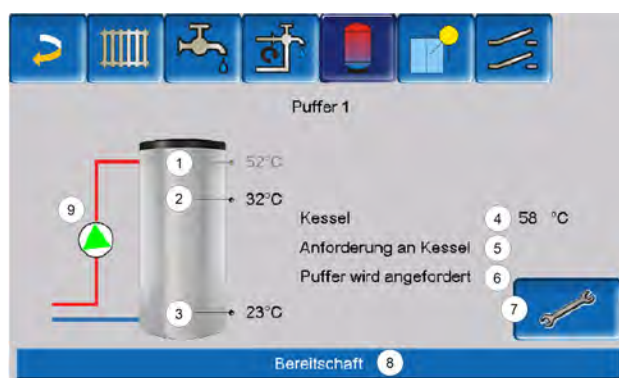 Puffer 1
1 52°C
2 32°C
9
Kessel 4 58 °C
Anforderung an Kessel 5
Puffer wird angefordert 6
7
3 23°C
Bereitschaft 8